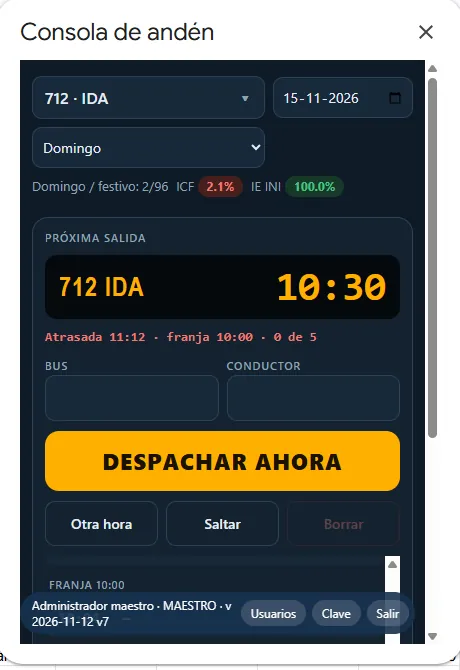 Consola de andén
712 · IDA
15-11-2026
Domingo
Domingo / festivo: 2/96 ICF 2.1% IE INI 100.0%
PRÓXIMA SALIDA
712 IDA 10:30
Atrasada 11:12 · franja 10:00 · 0 de 5
BUS CONDUCTOR
DESPACHAR AHORA
Otra hora Saltar Borrar
FRANJA 10:00
Administrador maestro · MAESTRO · v
2026-11-12 v7
Usuarios Clave Salir